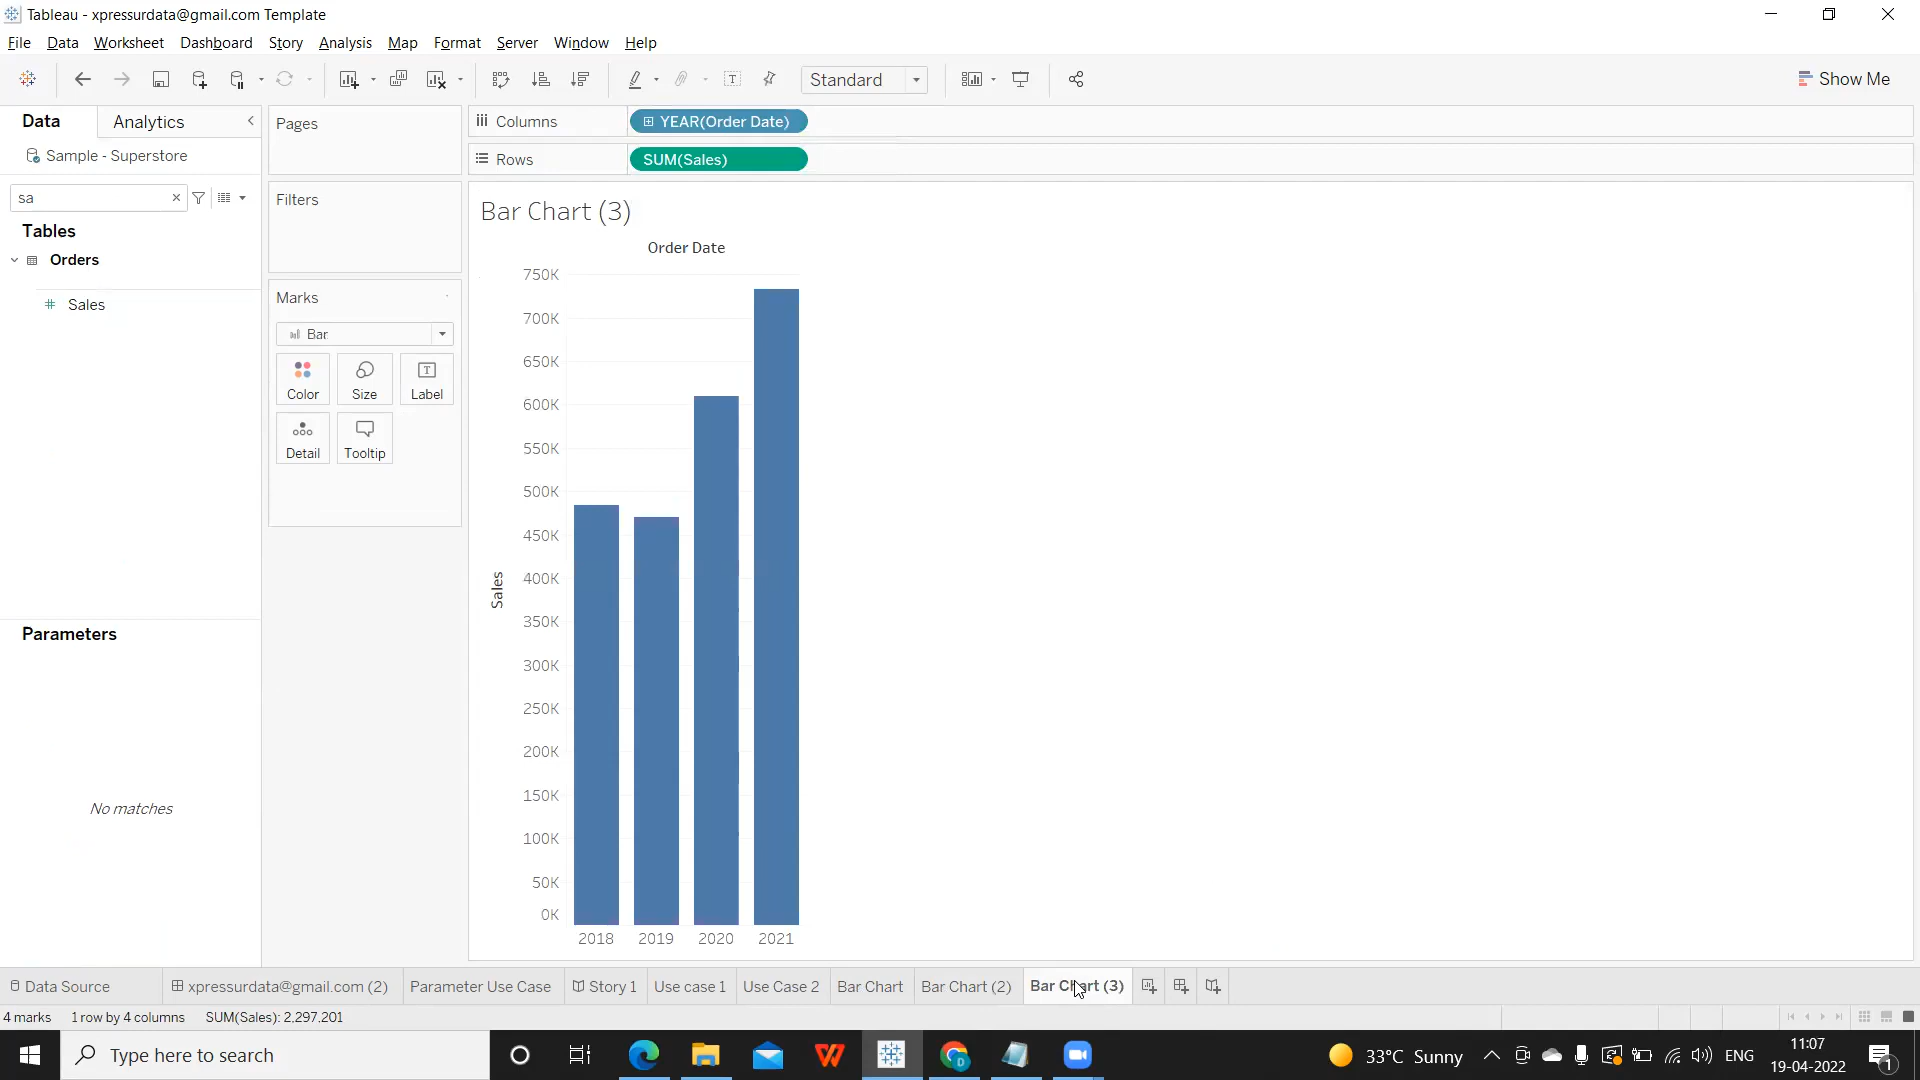 Tableau - xpressurdata@gmail.com Template
File Data Worksheet Dashboard Story Analysis Map Format Server Window Help
Standard
Show Me
Data Analytics
Sample - Superstore
sa
Tables
Orders
Sales
Parameters
No matches
Pages
Filters
Marks
Bar
Color Size Label
Detail Tooltip
Columns YEAR(Order Date)
Rows SUM(Sales)
Bar Chart (3)
Order Date
750K
700K
650K
600K
550K
500K
450K
400K
350K
300K
250K
200K
150K
100K
50K
0K
Sales
2018 2019 2020 2021
Data Source xpressurdata@gmail.com (2) Parameter Use Case Story 1 Use case 1 Use Case 2 Bar Chart Bar Chart (2) Bar Chart (3)
4 marks 1 row by 4 columns SUM(Sales): 2,297,201
Type here to search
33°C Sunny
ENG
11:07
19-04-2022
1